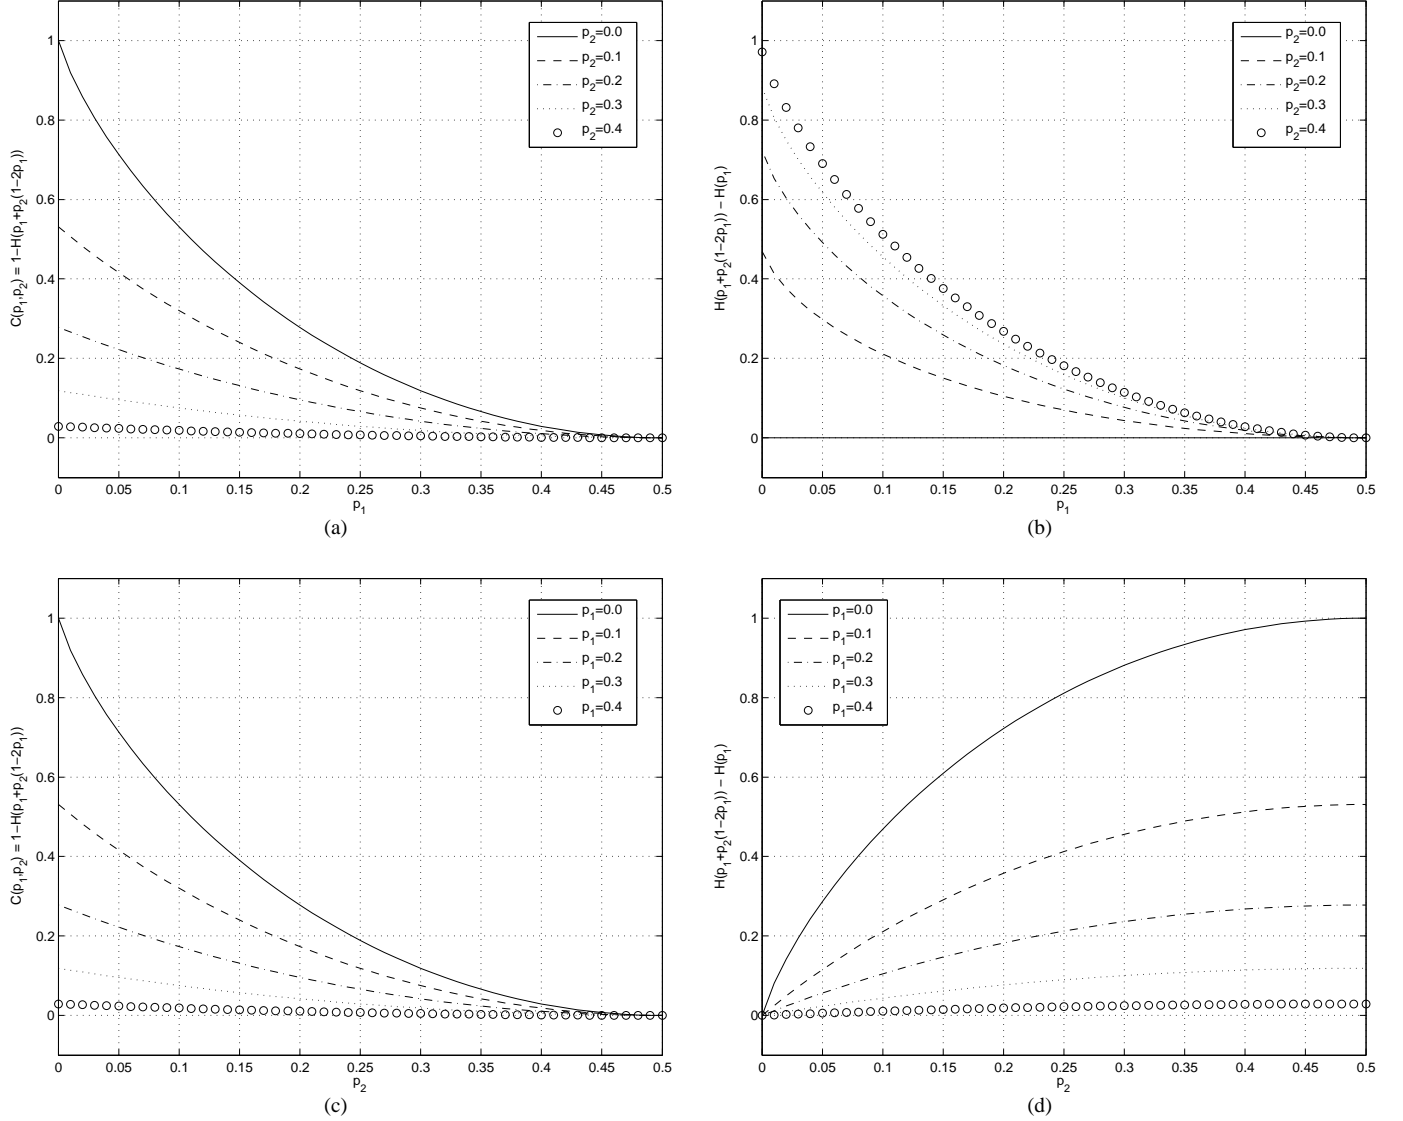 C(p1,p2) = 1−H(p1+p2(1−2p1))
1
0.8
0.6
0.4
0.2
0
0 0.05 0.1 0.15 0.2 0.25 0.3 0.35 0.4 0.45 0.5
p1
p2=0.0
p2=0.1
p2=0.2
p2=0.3
p2=0.4
(a)
H(p1+p2(1−2p1)) − H(p1)
1
0.8
0.6
0.4
0.2
0
0 0.05 0.1 0.15 0.2 0.25 0.3 0.35 0.4 0.45 0.5
p1
p2=0.0
p2=0.1
p2=0.2
p2=0.3
p2=0.4
(b)
C(p1,p2) = 1−H(p1+p2(1−2p1))
1
0.8
0.6
0.4
0.2
0
0 0.05 0.1 0.15 0.2 0.25 0.3 0.35 0.4 0.45 0.5
p2
p1=0.0
p1=0.1
p1=0.2
p1=0.3
p1=0.4
(c)
H(p1+p2(1−2p1)) − H(p1)
1
0.8
0.6
0.4
0.2
0
0 0.05 0.1 0.15 0.2 0.25 0.3 0.35 0.4 0.45 0.5
p2
p1=0.0
p1=0.1
p1=0.2
p1=0.3
p1=0.4
(d)